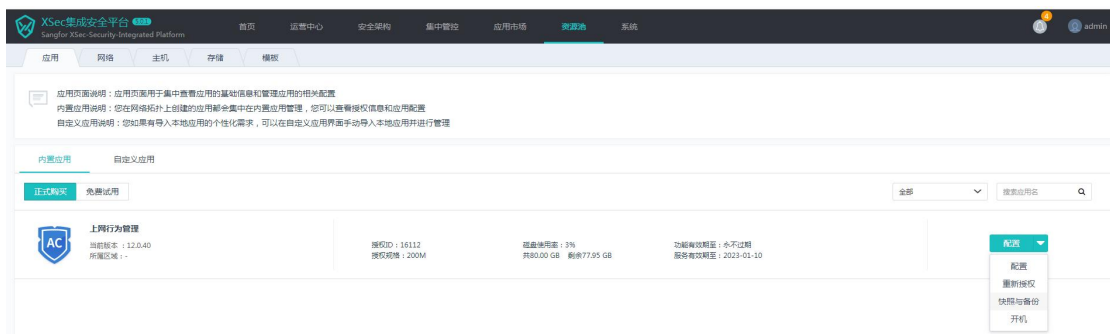 XSec集成安全平台 5.0.1
Sangfor XSec-Security-Integrated Platform
首页 运营中心 安全架构 集中管控 应用市场 资源池 系统
4
admin
应用 网络 主机 存储 模板
应用页面说明：应用页面用于集中查看应用的基础信息和管理应用的相关配置
内置应用说明：您在网络拓扑上创建的应用都会集中在内置应用管理，您可以查看授权信息和应用配置
自定义应用说明：您如果有导入本地应用的个性化需求，可以在自定义应用界面手动导入本地应用并进行管理
内置应用 自定义应用
正式购买 免费试用 全部 搜索应用名
AC
上网行为管理
当前版本 ：12.0.40
所属区域：-
授权ID：16112
授权规格：200M
磁盘使用率：3%
共80.00 GB 剩余77.95 GB
功能有效期至：永不过期
服务有效期至：2023-01-10
配置
配置
重新授权
快照与备份
开机